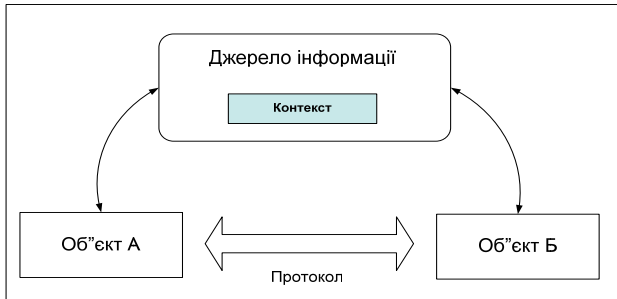 Джерело інформації
Контекст
Об”єкт А
Об”єкт Б
Протокол